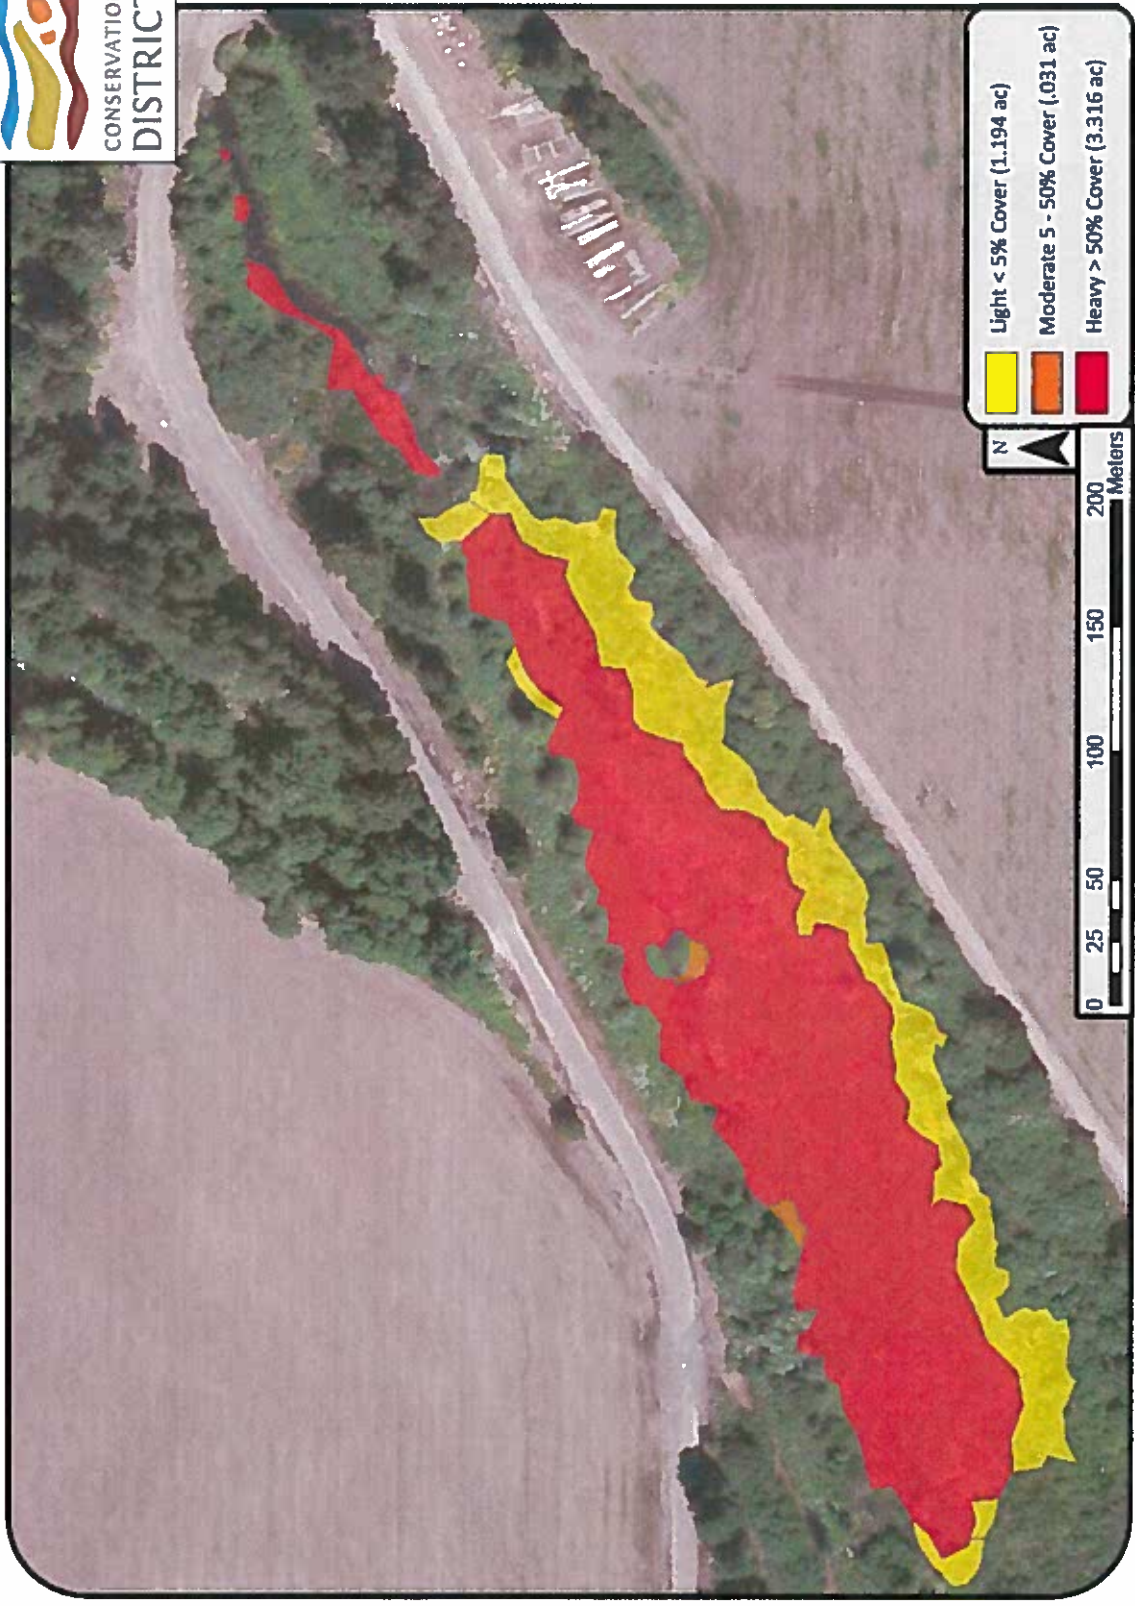 CONSERVATIO
DISTRIC
Light < 5% Cover (1.194 ac)
Moderate 5 - 50% Cover (.031 ac)
Heavy > 50% Cover (3.316 ac)
N
0 25 50 100 150 200
Meters